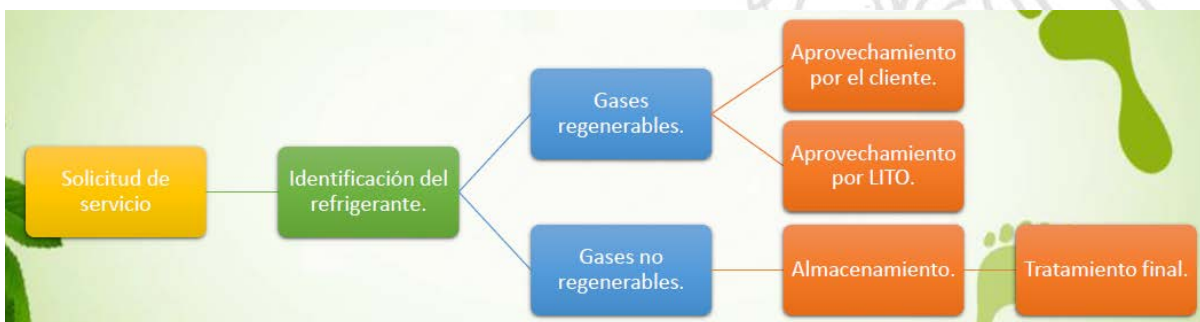 Solicitud de
servicio
Identificación del
refrigerante.
Gases
regenerables.
Aprovechamiento
por el cliente.
Aprovechamiento
por LITO.
Gases no
regenerables.
Almacenamiento.
Tratamiento final.